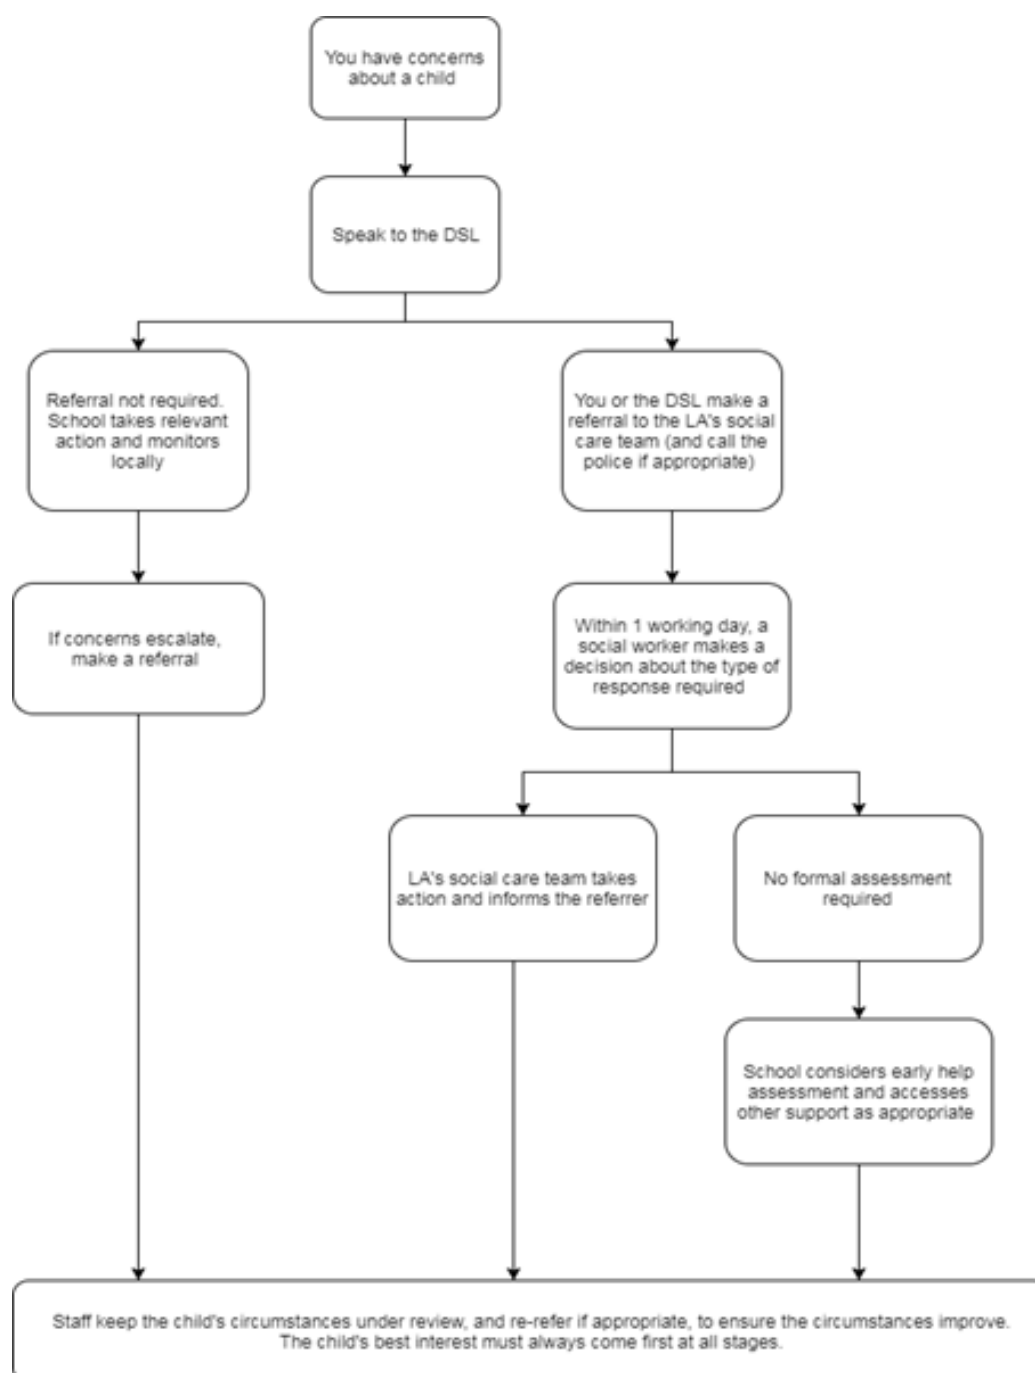 You have concerns
about a child
Speak to the DSL
Referral not required.
School takes relevant
action and monitors
locally
You or the DSL make a
referral to the LA's social
care team (and call the
police if appropriate)
If concerns escalate,
make a referral
Within 1 working day, a
social worker makes a
decision about the type of
response required
LA's social care team takes
action and informs the referrer
No formal assessment
required
School considers early help
assessment and accesses
other support as appropriate
Staff keep the child's circumstances under review, and re-refer if appropriate, to ensure the circumstances improve.
The child's best interest must always come first at all stages.